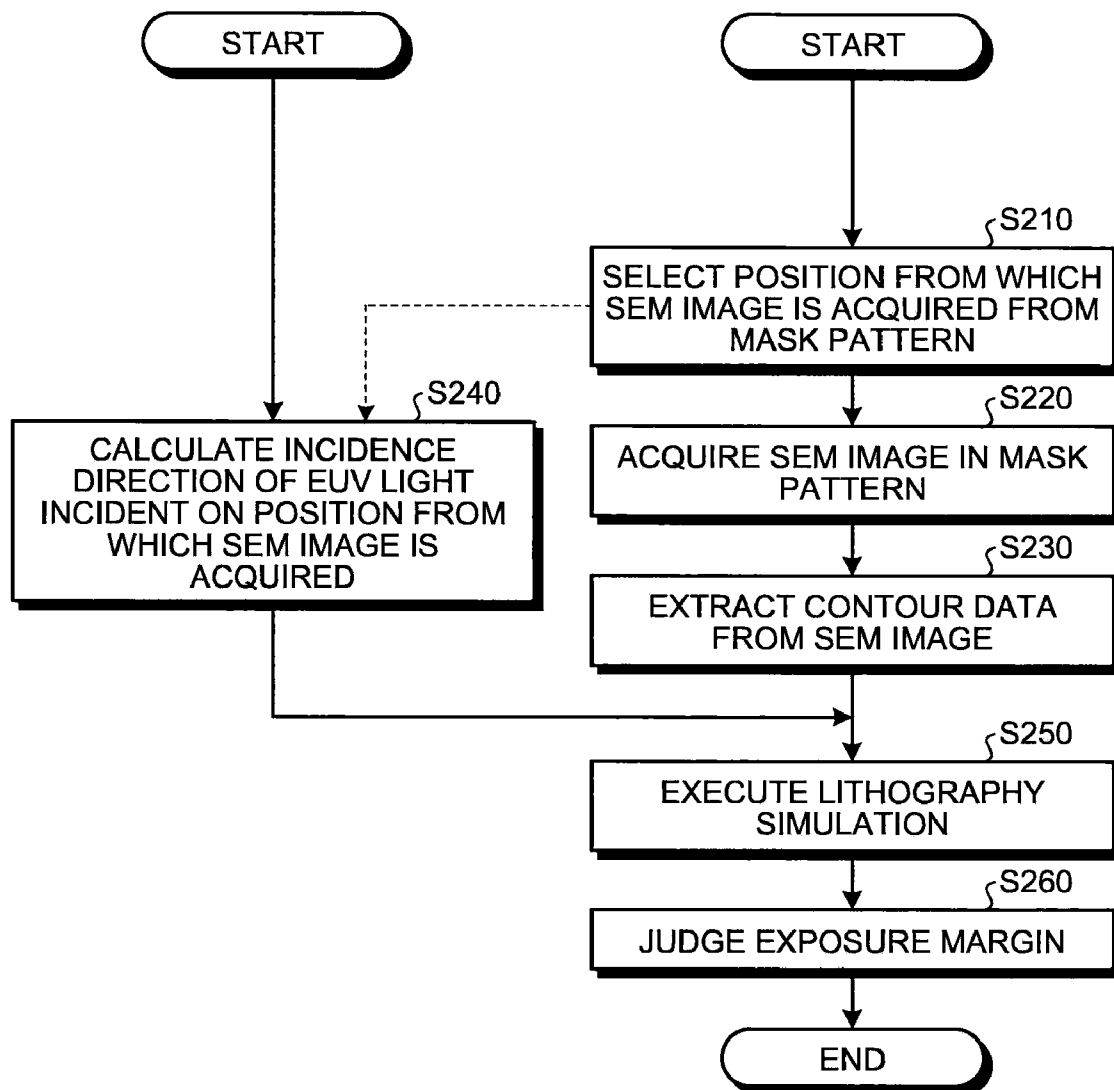 START
START
S210
SELECT POSITION FROM WHICH
SEM IMAGE IS ACQUIRED FROM
MASK PATTERN
S240
CALCULATE INCIDENCE
DIRECTION OF EUV LIGHT
INCIDENT ON POSITION FROM
WHICH SEM IMAGE IS
ACQUIRED
S220
ACQUIRE SEM IMAGE IN MASK
PATTERN
S230
EXTRACT CONTOUR DATA
FROM SEM IMAGE
S250
EXECUTE LITHOGRAPHY
SIMULATION
S260
JUDGE EXPOSURE MARGIN
END